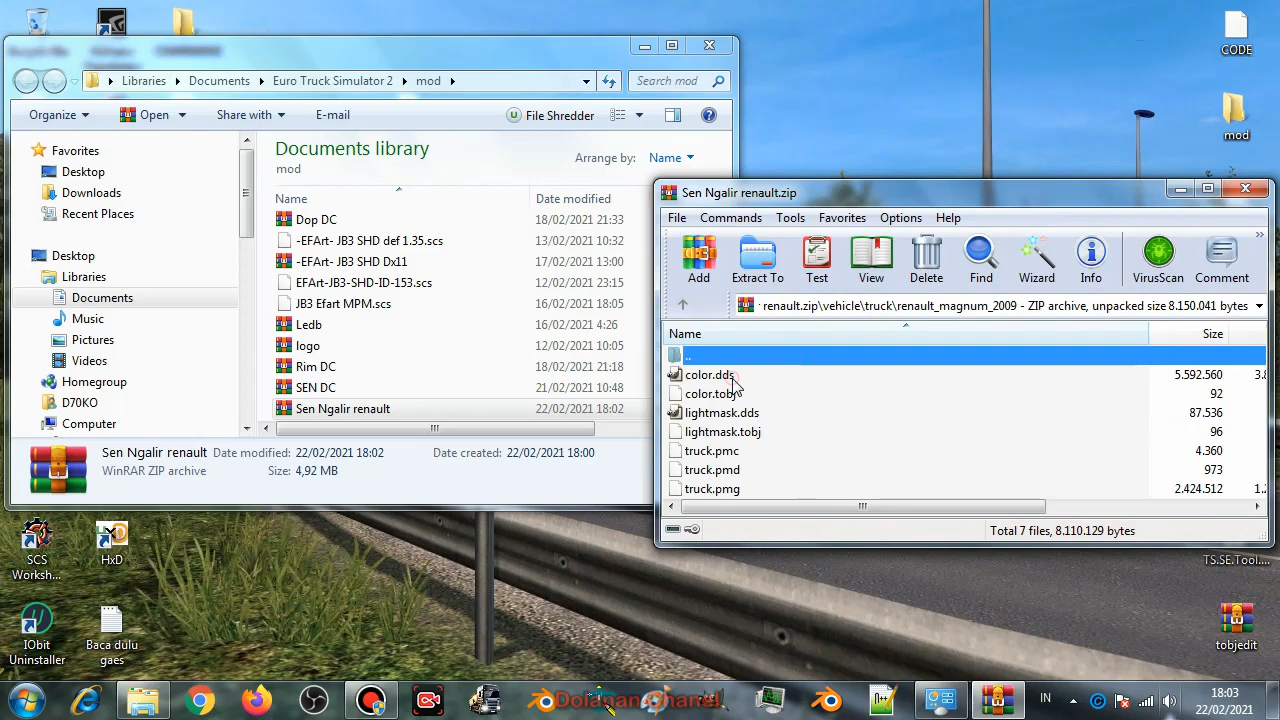 CODE
mod
Libraries
Documents
Euro Truck Simulator 2
mod
Search mod
Organize
Open
Share with
E-mail
File Shredder
Favorites
Desktop
Downloads
Recent Places
Desktop
Libraries
Documents
Music
Pictures
Videos
Homegroup
D70KO
Computer
Documents library
mod
Arrange by: Name
Name Date modified
Dop DC 18/02/2021 21:33
-EFArt- JB3 SHD def 1.35.scs 13/02/2021 10:32
-EFArt- JB3 SHD Dx11 17/02/2021 13:00
EFArt-JB3-SHD-ID-153.scs 12/02/2021 23:15
JB3 Efart MPM.scs 16/02/2021 18:05
Ledb 16/02/2021 4:26
logo 12/02/2021 10:05
Rim DC 18/02/2021 21:18
SEN DC 21/02/2021 10:48
Sen Ngalir renault 22/02/2021 18:02
Sen Ngalir renault Date modified: 22/02/2021 18:02 Date created: 22/02/2021 18:00
WinRAR ZIP archive Size: 4,92 MB
Sen Ngalir renault.zip
File Commands Tools Favorites Options Help
Add Extract To Test View Delete Find Wizard Info VirusScan Comment
renault.zip\vehicle\truck\renault_magnum_2009 - ZIP archive, unpacked size 8.150.041 bytes
Name Size
..
color.dds 5.592.560
color.tobj 92
lightmask.dds 87.536
lightmask.tobj 96
truck.pmc 4.360
truck.pmd 973
truck.pmg 2.424.512
Total 7 files, 8.110.129 bytes
SCS
Worksh...
HxD
TS.SE.Tool....
IObit
Uninstaller
Baca dulu
gaes
tobjedit
Dolanan Chanel
IN
18:03
22/02/2021